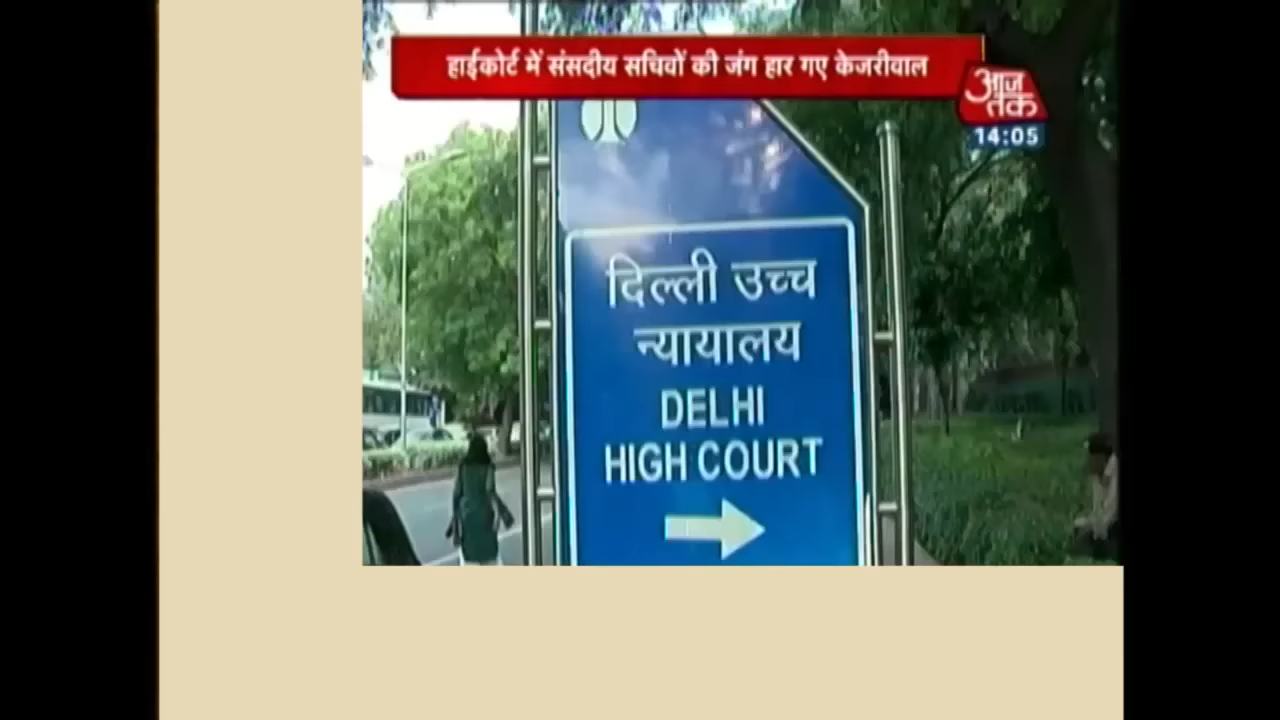 हाईकोर्ट में संसदीय सचिवों की जंग हार गए केजरीवाल
आज
तक
14:05
दिल्ली उच्च
न्यायालय
DELHI
HIGH COURT